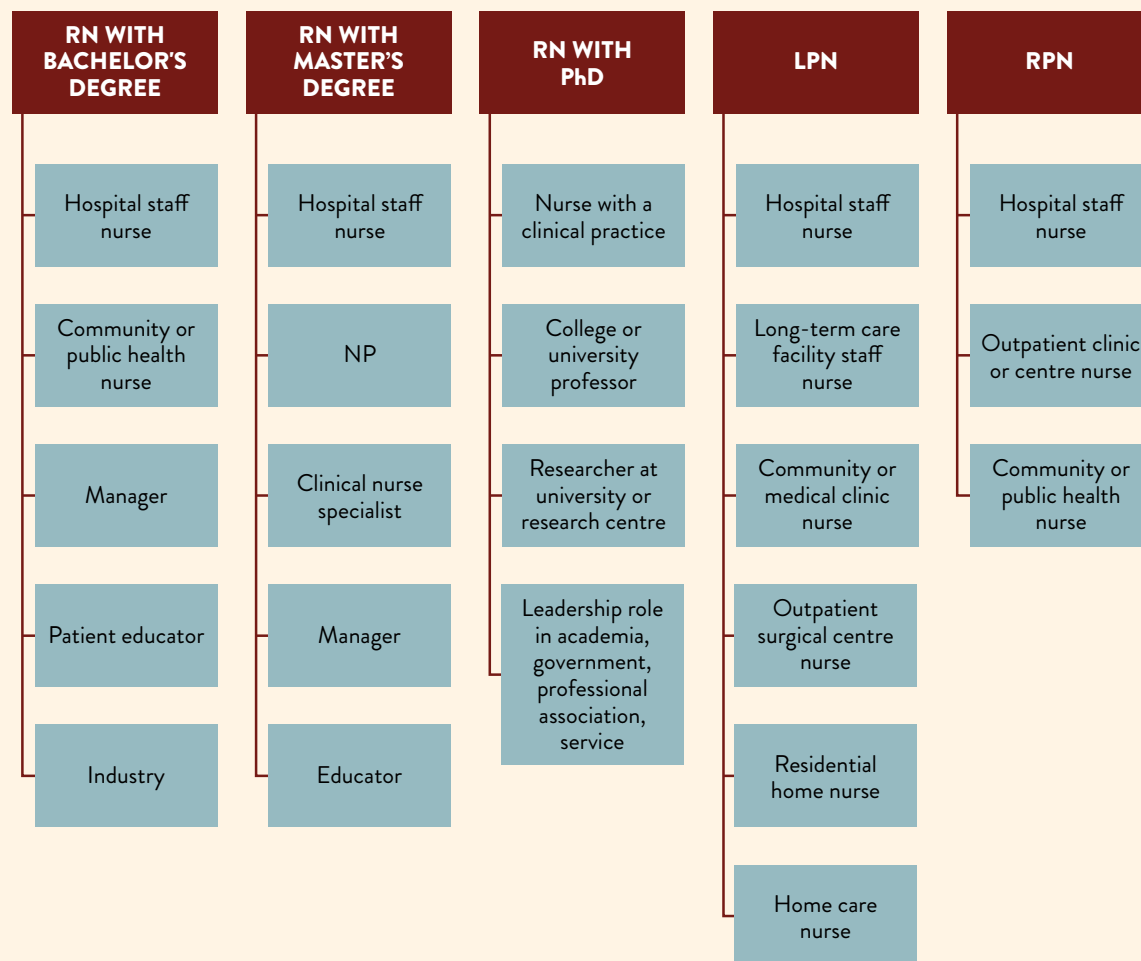 RN WITH
BACHELOR'S
DEGREE
Hospital staff
nurse
Community or
public health
nurse
Manager
Patient educator
Industry
RN WITH
MASTER’S
DEGREE
Hospital staff
nurse
NP
Clinical nurse
specialist
Manager
Educator
RN WITH
PhD
Nurse with a
clinical practice
College or
university
professor
Researcher at
university or
research centre
Leadership role
in academia,
government,
professional
association,
service
LPN
Hospital staff
nurse
Long-term care
facility staff
nurse
Community or
medical clinic
nurse
Outpatient
surgical centre
nurse
Residential
home nurse
Home care
nurse
RPN
Hospital staff
nurse
Outpatient clinic
or centre nurse
Community or
public health
nurse